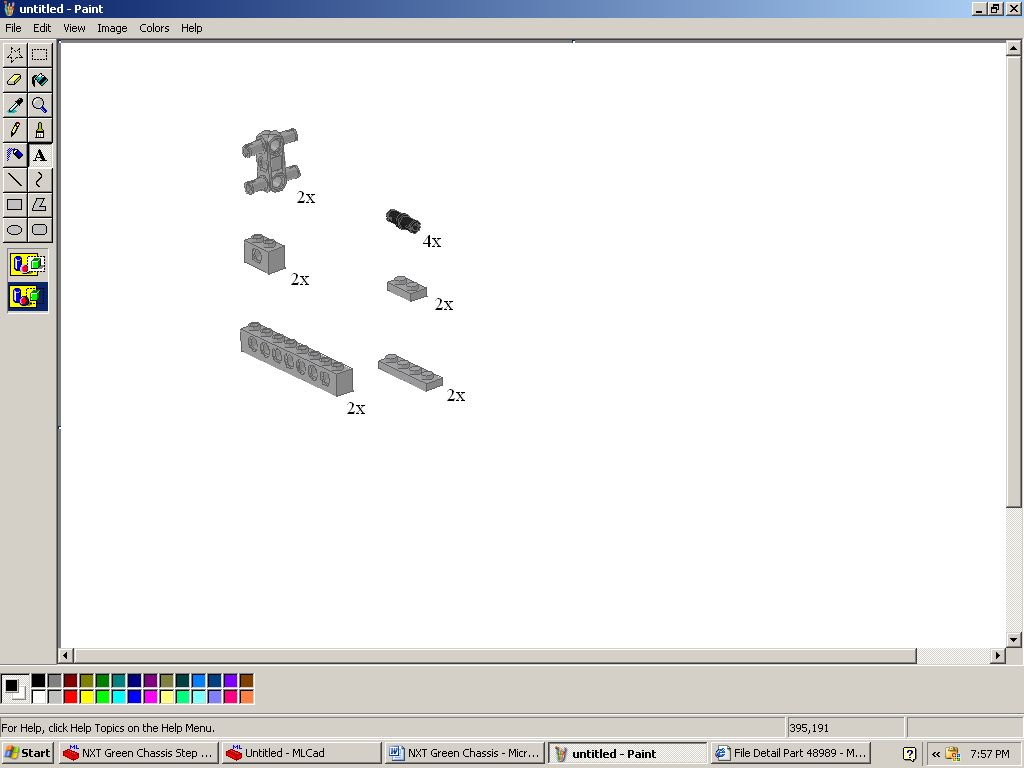 untitled - Paint
File Edit View Image Colors Help
A
2x
4x
2x
2x
2x
2x
For Help, click Help Topics on the Help Menu.
395,191
Start
NXT Green Chassis Step ...
Untitled - MLCad
NXT Green Chassis - Micr...
untitled - Paint
File Detail Part 48989 - M...
7:57 PM